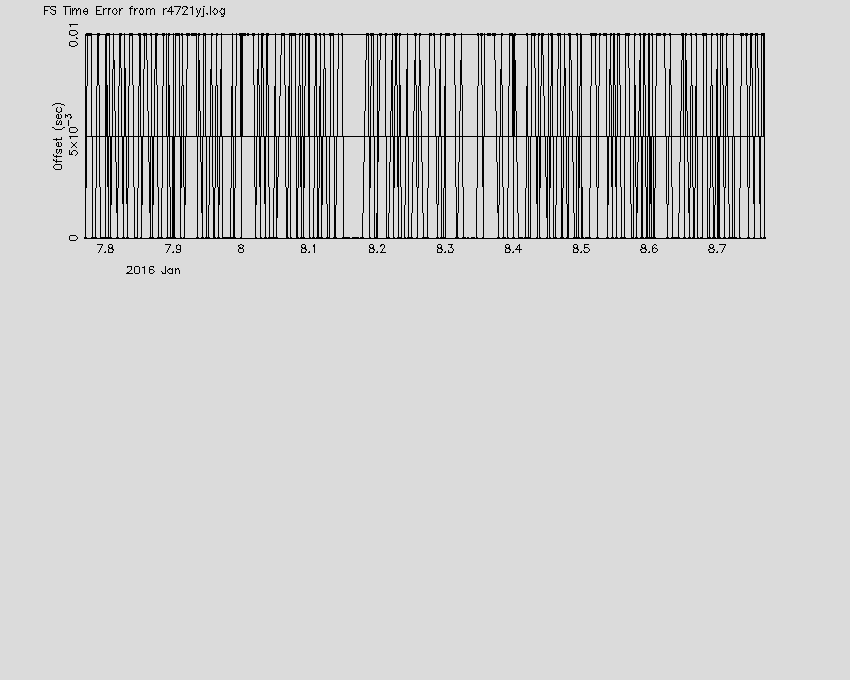 FS Time Error from r4721yj.log
0.01
Offset (sec)
5×10⁻³
0
7.8 7.9 8 8.1 8.2 8.3 8.4 8.5 8.6 8.7
2016 Jan